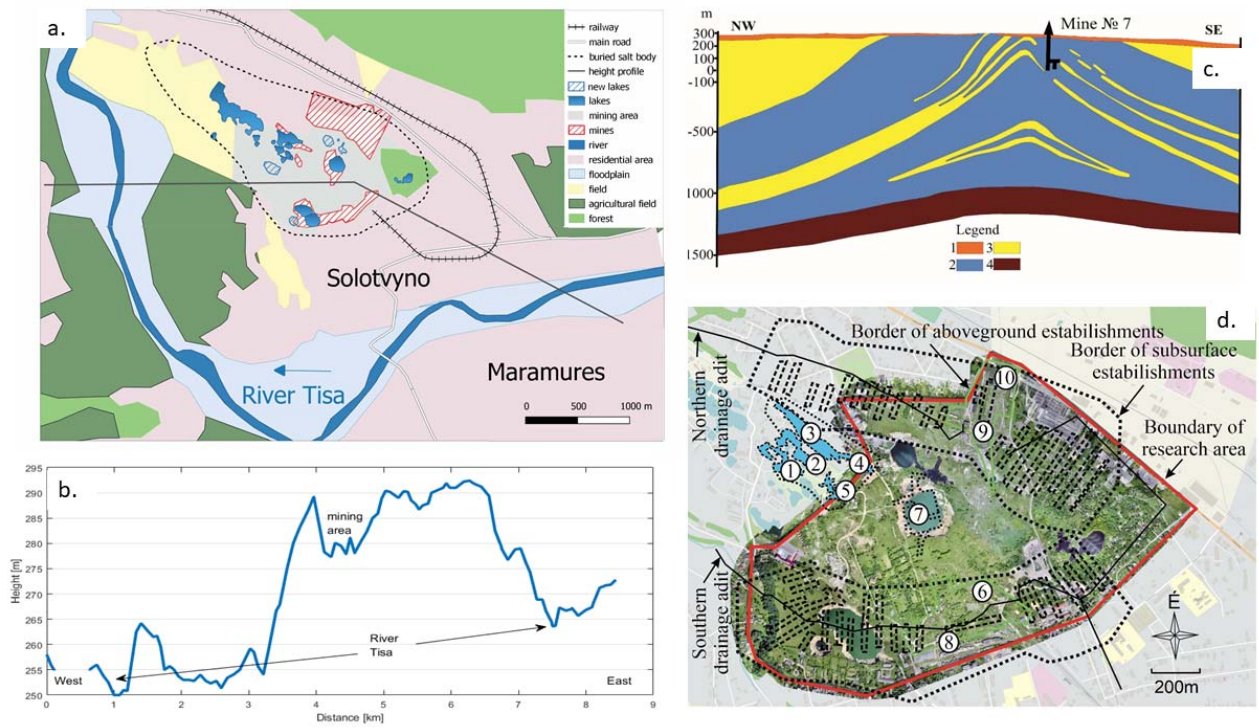 a.
railway
main road
buried salt body
height profile
new lakes
lakes
mining area
mines
river
residential area
floodplain
field
agricultural field
forest
Solotvyno
River Tisa
Maramures
0 500 1000 m
m
NW
Mine № 7
SE
c.
300
200
100
0
-100
-500
1000
1500
Legend
1 3
2 4
b.
295
290
285
280
275
270
265
260
255
250
Height [m]
mining
area
River
Tisa
West
East
0 1 2 3 4 5 6 7 8 9
Distance [km]
d.
Border of aboveground estabilishments
Border of subsurface
estabilishments
Boundary of
research area
Northern
drainage adit
Southern
drainage adit
10
9
3
1
2
4
5
7
6
8
É
200m